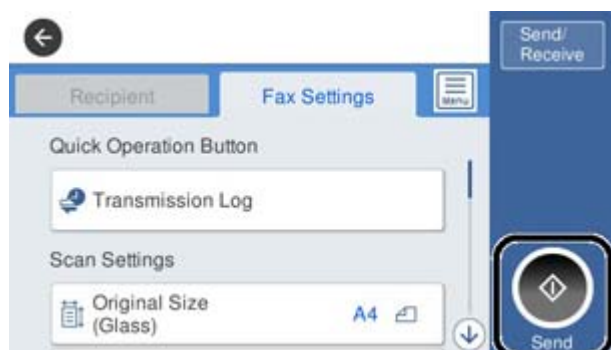 Send/
Receive
Recipient
Fax Settings
Menu
Quick Operation Button
Transmission Log
Scan Settings
Original Size
(Glass)
A4
Send